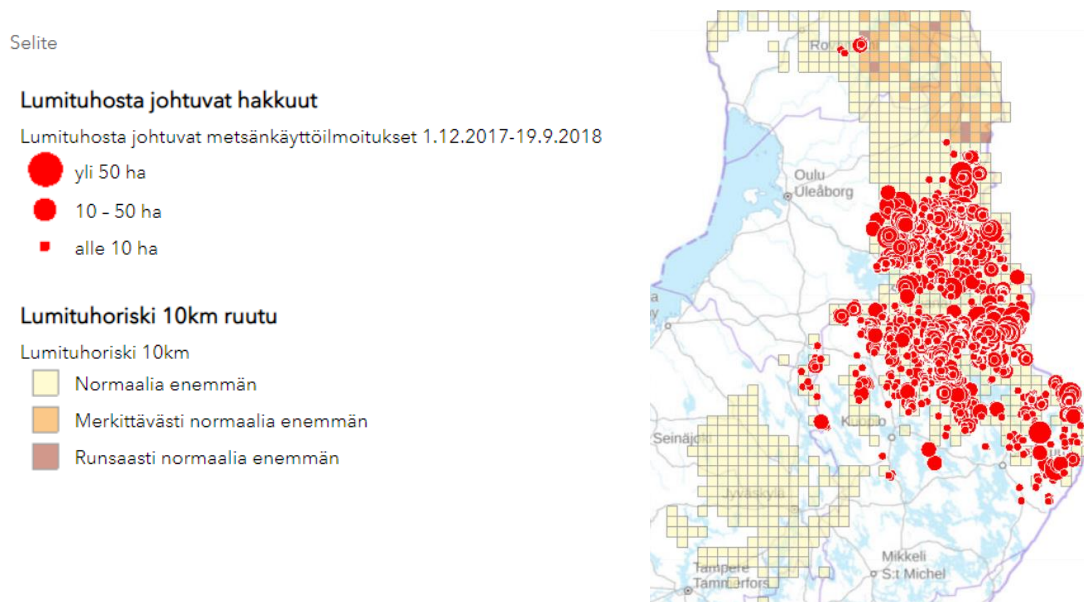 Selite
Lumituhosta johtuvat hakkuut
Lumituhosta johtuvat metsänkäyttöilmoitukset 1.12.2017-19.9.2018
yli 50 ha
10 - 50 ha
alle 10 ha
Lumituhoriski 10km ruutu
Lumituhoriski 10km
Normaalia enemmän
Merkittävästi normaalia enemmän
Runsaasti normaalia enemmän
Oulu
Uleåborg
Kuopio
Seinäjoki
Jyväskylä
Mikkeli
S:t Michel
Tampere
Tammerfors